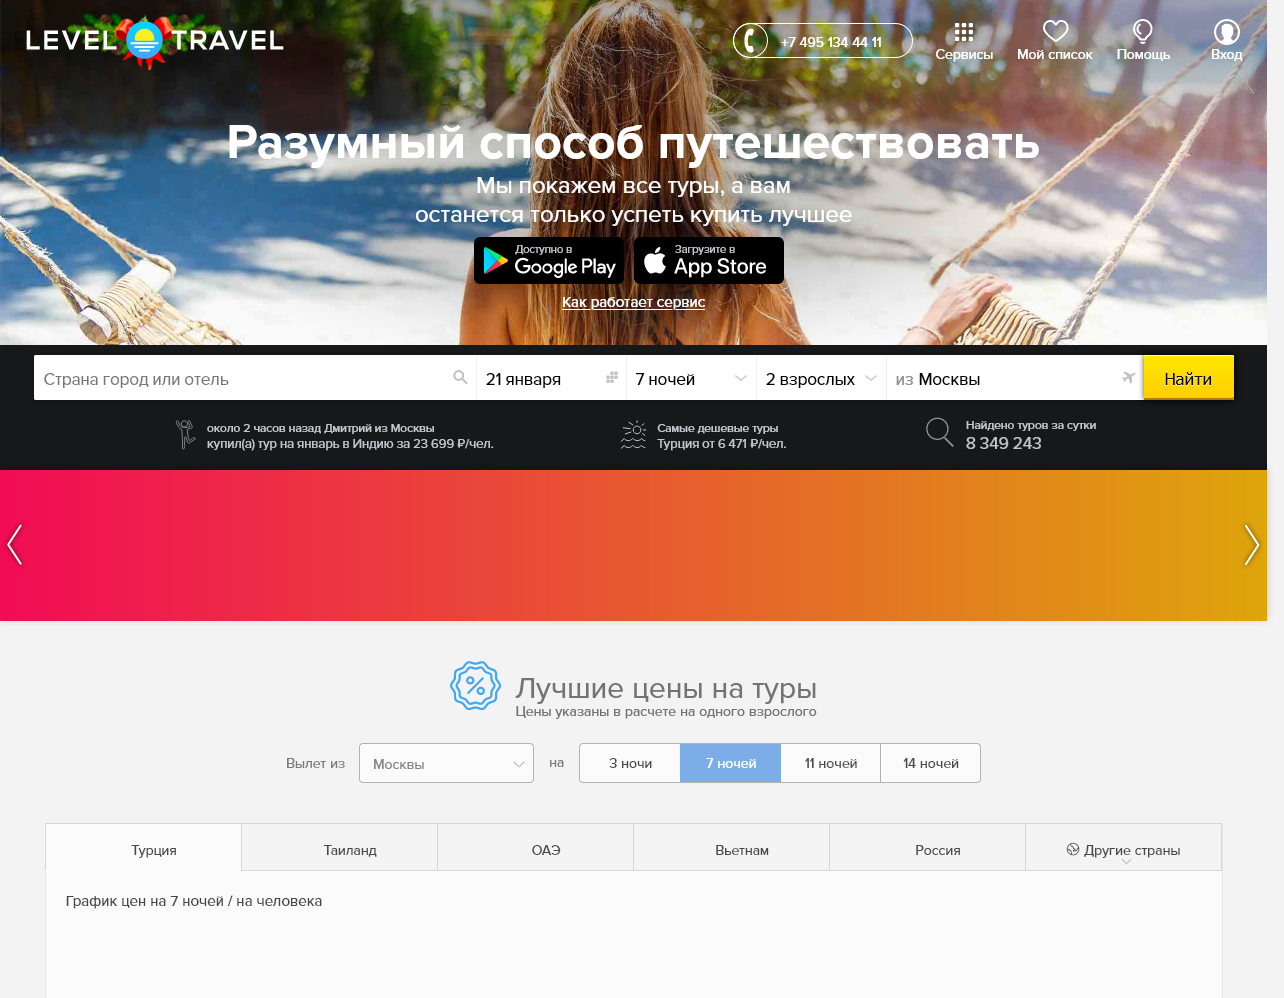 LEVEL TRAVEL
+7 495 134 44 11
Сервисы
Мой список
Помощь
Вход
Разумный способ путешествовать
Мы покажем все туры, а вам
останется только успеть купить лучшее
Доступно в
Google Play
Загрузите в
App Store
Как работает сервис
Страна город или отель
21 января
7 ночей
2 взрослых
из Москвы
Найти
около 2 часов назад Дмитрий из Москвы
купил(а) тур на январь в Индию за 23 699 ₽/чел.
Самые дешевые туры
Турция от 6 471 ₽/чел.
Найдено туров за сутки
8 349 243
Лучшие цены на туры
Цены указаны в расчете на одного взрослого
Вылет из
Москвы
на
3 ночи
7 ночей
11 ночей
14 ночей
Турция
Таиланд
ОАЭ
Вьетнам
Россия
Другие страны
График цен на 7 ночей / на человека